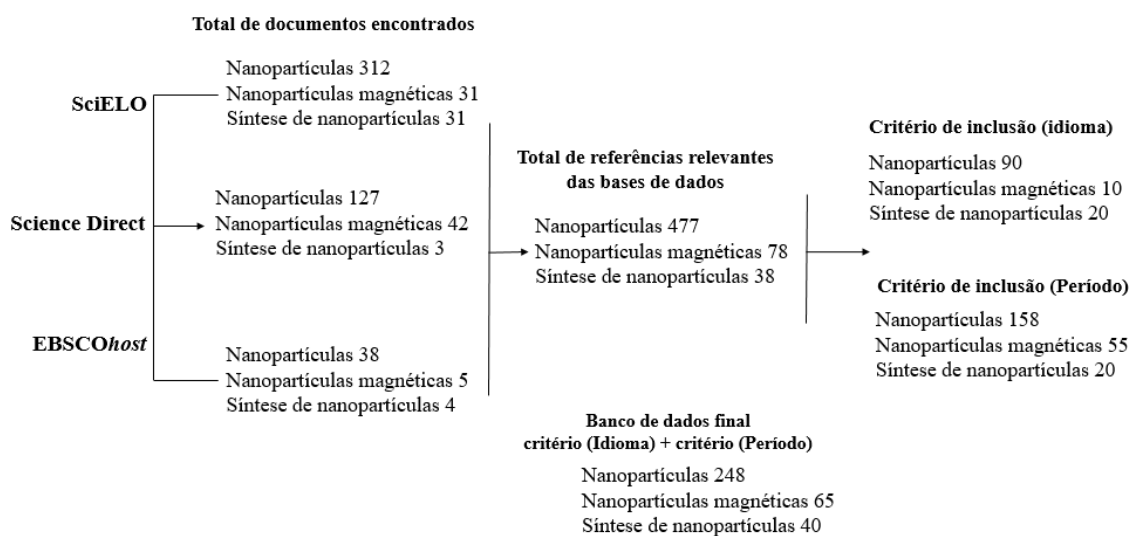 Total de documentos encontrados
SciELO
Nanopartículas 312
Nanopartículas magnéticas 31
Síntese de nanopartículas 31
Science Direct
Nanopartículas 127
Nanopartículas magnéticas 42
Síntese de nanopartículas 3
EBSCOhost
Nanopartículas 38
Nanopartículas magnéticas 5
Síntese de nanopartículas 4
Total de referências relevantes
das bases de dados
Nanopartículas 477
Nanopartículas magnéticas 78
Síntese de nanopartículas 38
Critério de inclusão (idioma)
Nanopartículas 90
Nanopartículas magnéticas 10
Síntese de nanopartículas 20
Critério de inclusão (Período)
Nanopartículas 158
Nanopartículas magnéticas 55
Síntese de nanopartículas 20
Banco de dados final
critério (Idioma) + critério (Período)
Nanopartículas 248
Nanopartículas magnéticas 65
Síntese de nanopartículas 40